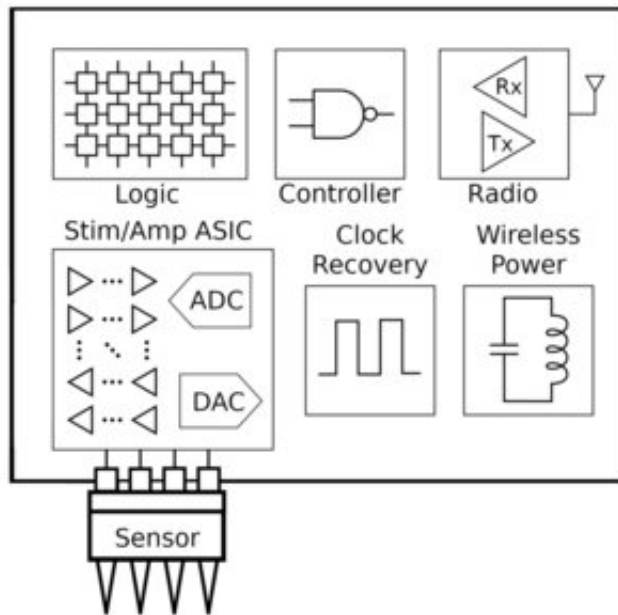 Rx
Tx
Logic
Controller
Radio
Stim/Amp ASIC
Clock
Recovery
Wireless
Power
ADC
DAC
Sensor